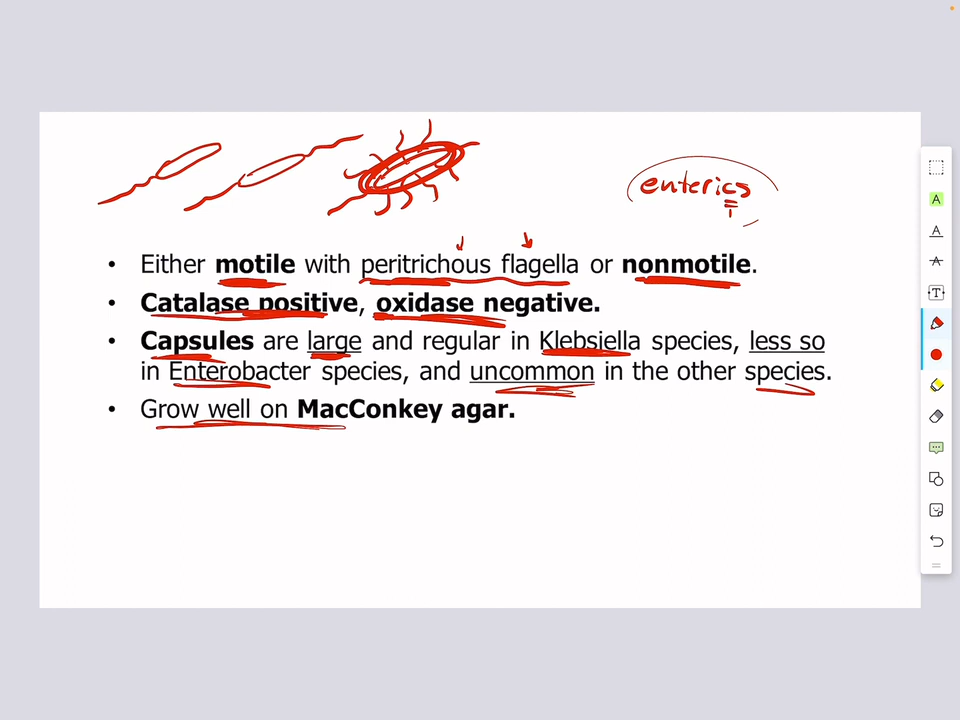 enterics
• Either motile with peritrichous flagella or nonmotile.
• Catalase positive, oxidase negative.
• Capsules are large and regular in Klebsiella species, less so
in Enterobacter species, and uncommon in the other species.
• Grow well on MacConkey agar.
A
A
A
T